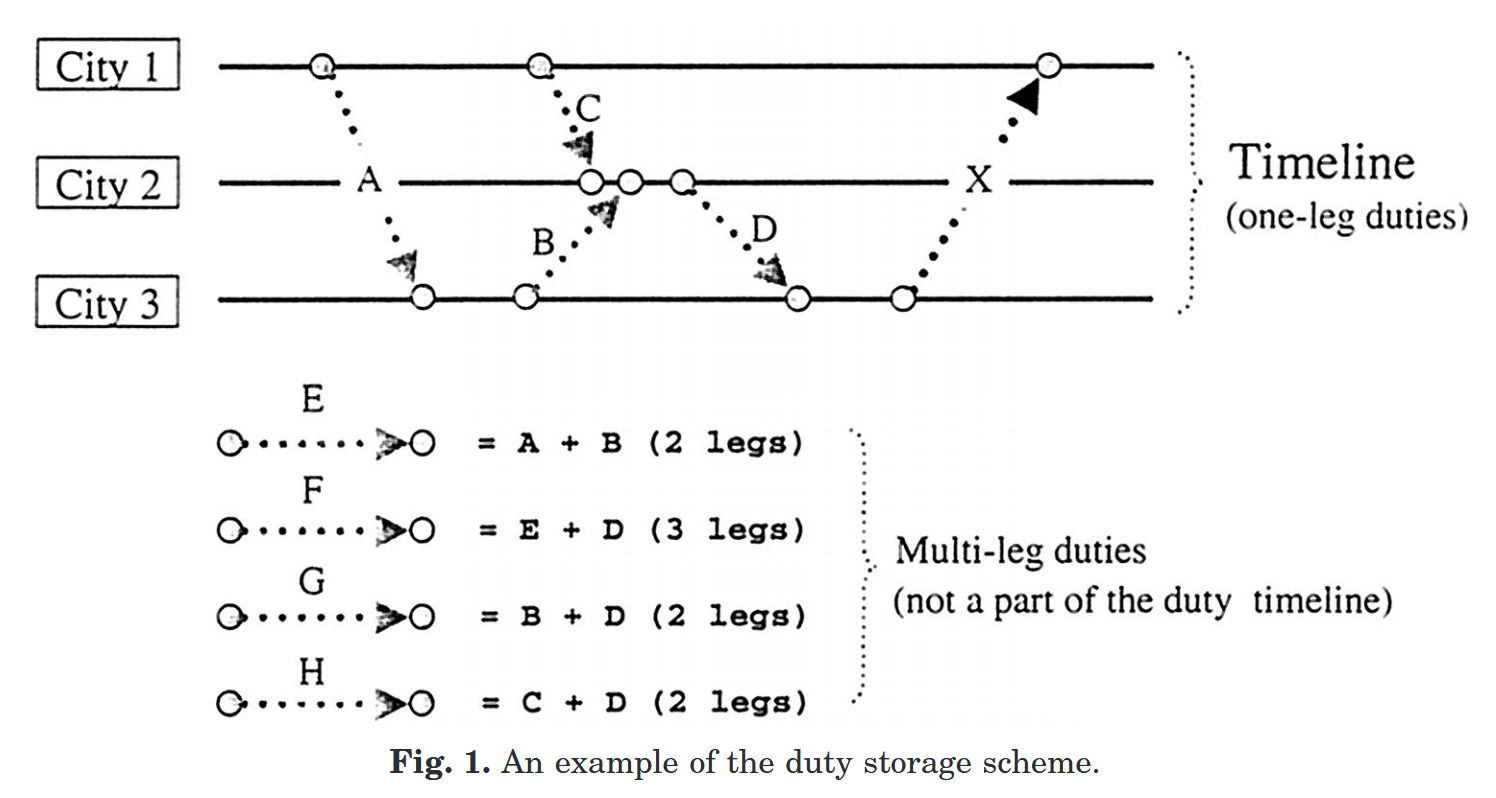 City 1
C
Timeline
City 2
A
X
(one-leg duties)
B
D
City 3
E
= A + B (2 legs)
F
= E + D (3 legs)
Multi-leg duties
G
(not a part of the duty timeline)
= B + D (2 legs)
H
= C + D (2 legs)
Fig. 1. An example of the duty storage scheme.